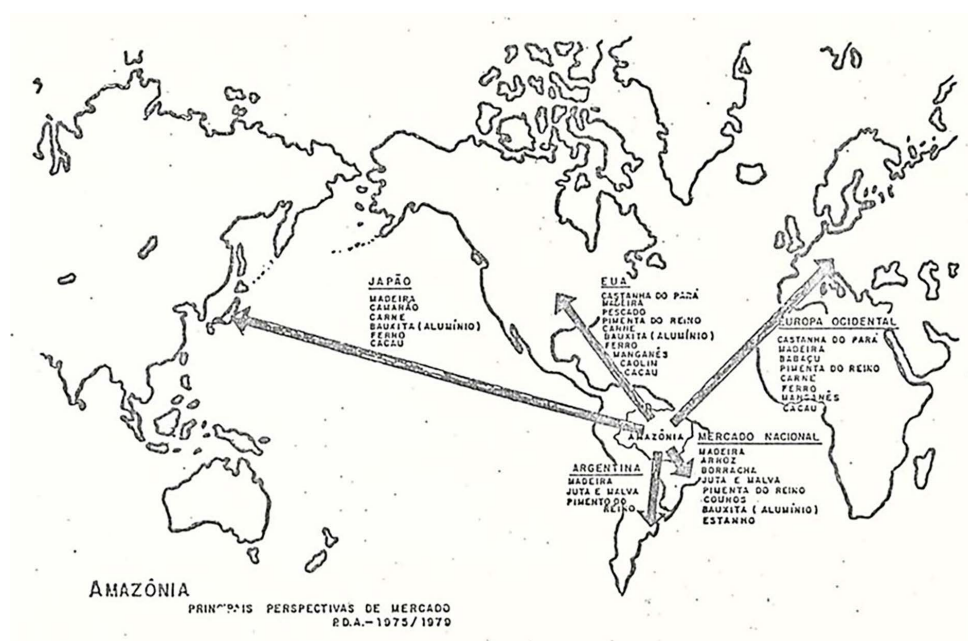 JAPÃO
MADEIRA
CAMARÃO
CARNE
BAUXITA (ALUMÍNIO)
FERRO
CACAU
EUA
CASTANHA DO PARÁ
MADEIRA
PESCADO
PIMENTA DO REINO
CARNE
BAUXITA (ALUMÍNIO)
FERRO
MANGANÊS
CAOLIN
CACAU
EUROPA OCIDENTAL
CASTANHA DO PARÁ
MADEIRA
BABAÇU
PIMENTA DO REINO
CARNE
FERRO
MANGANÊS
CACAU
AMAZÔNIA
MERCADO NACIONAL
MADEIRA
ARROZ
BORRACHA
JUTA E MALVA
PIMENTA DO REINO
COUROS
BAUXITA (ALUMÍNIO)
ESTANHO
ARGENTINA
MADEIRA
JUTA E MALVA
PIMENTO DO
REINO
AMAZÔNIA
PRINCIPAIS PERSPECTIVAS DE MERCADO
P.D.A.-1975/1979